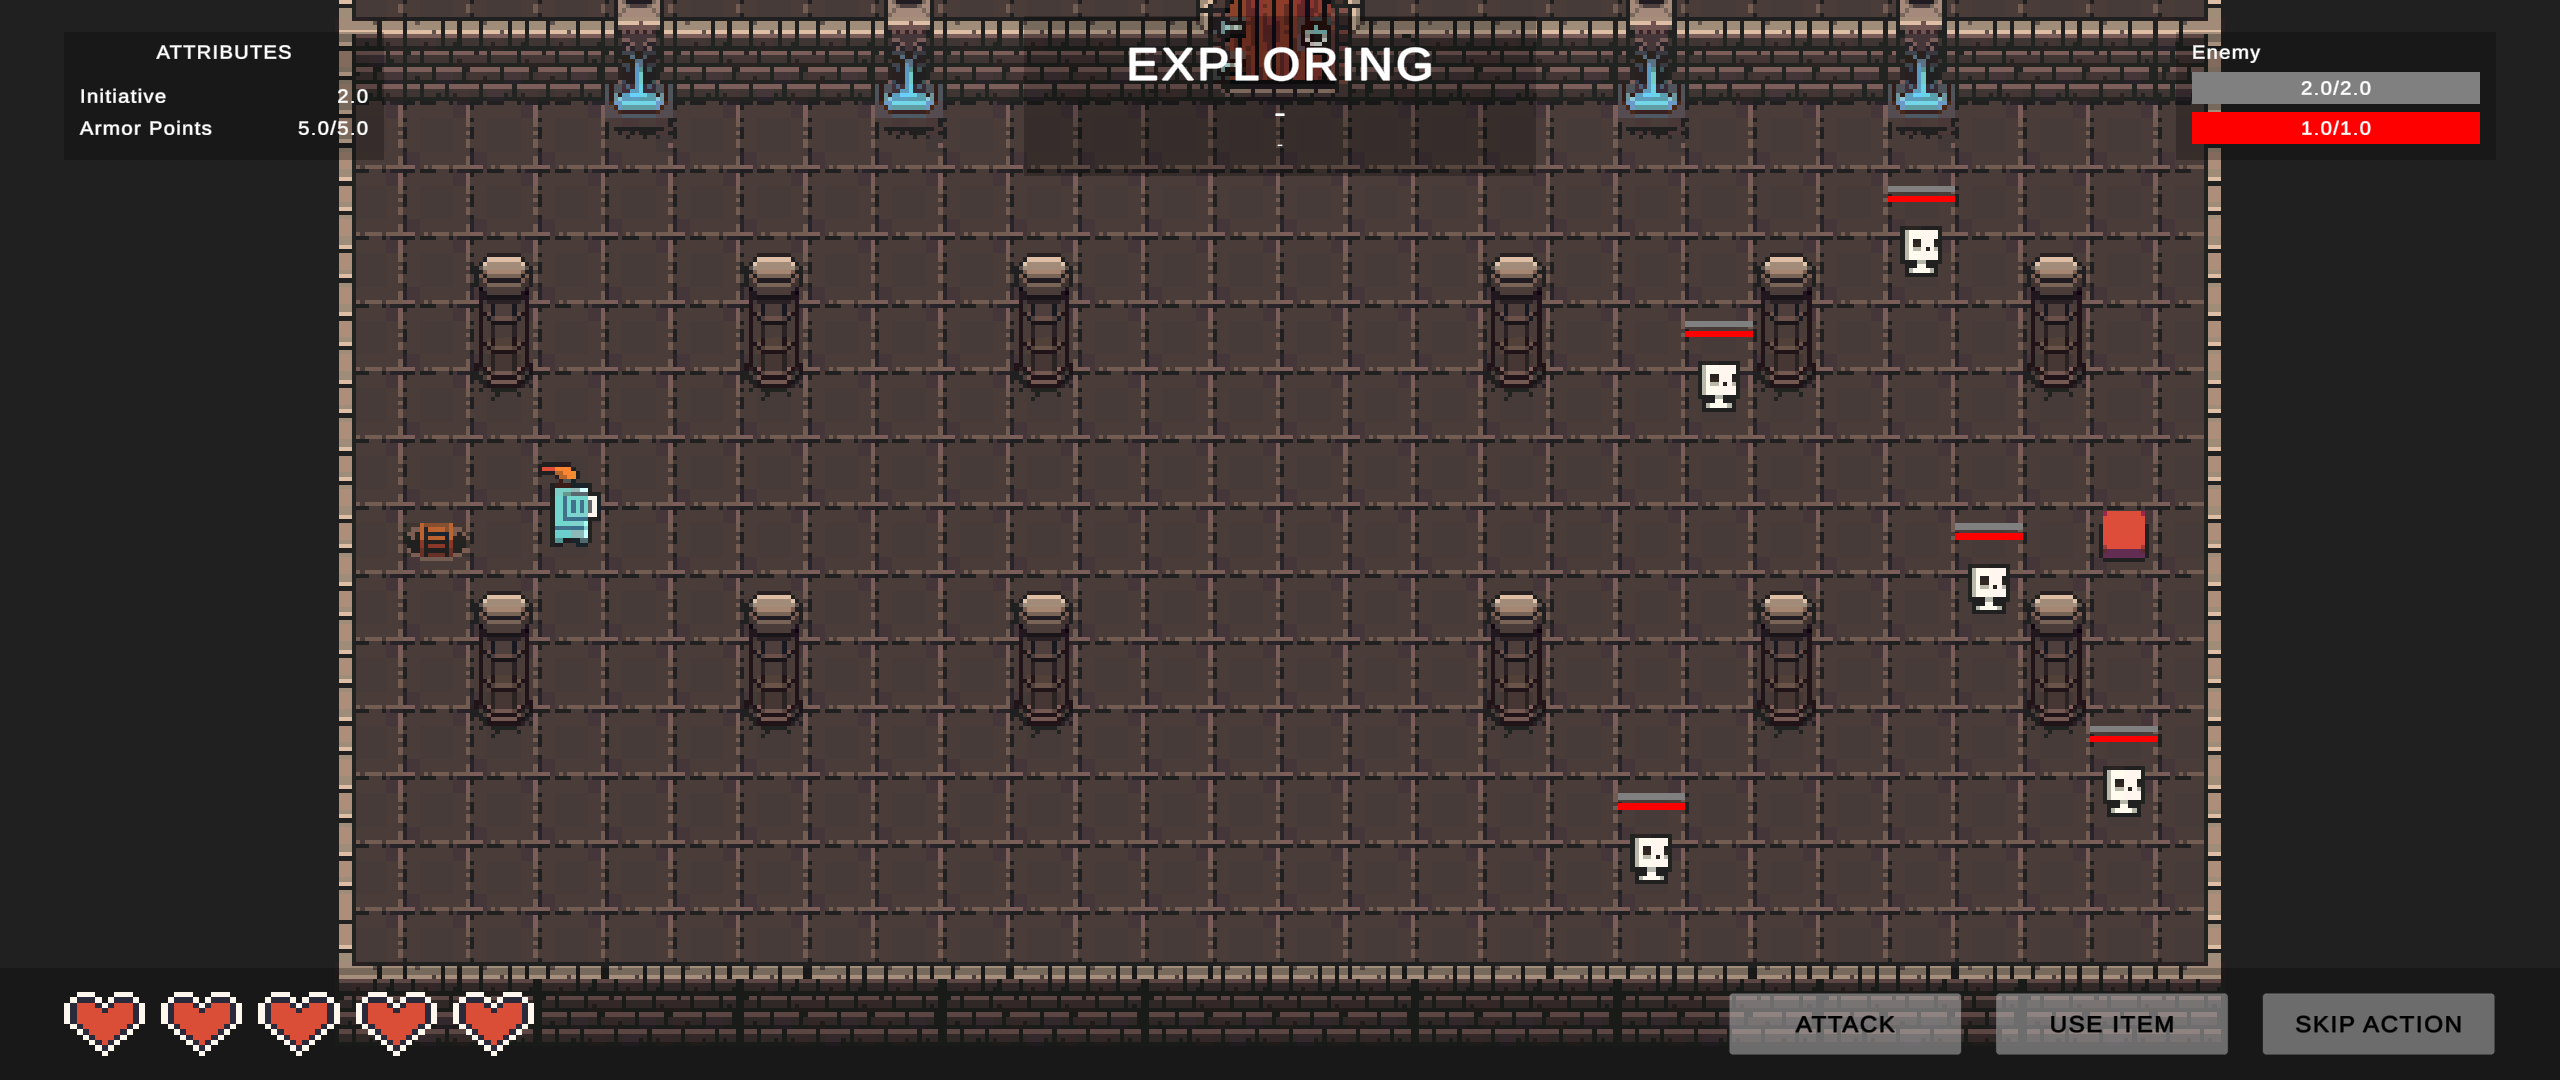 ATTRIBUTES
Initiative 2.0
Armor Points 5.0/5.0
EXPLORING
-
-
Enemy
2.0/2.0
1.0/1.0
ATTACK
USE ITEM
SKIP ACTION